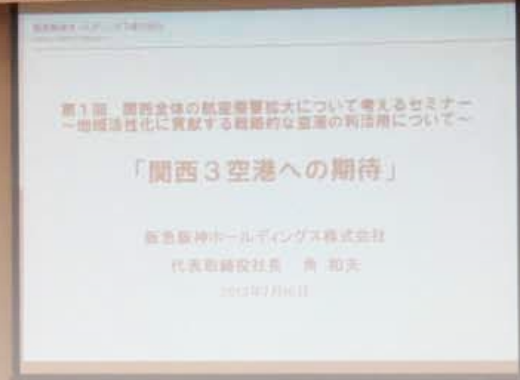 第1回 関西全体の航空需要拡大について考えるセミナー
～地域活性化に貢献する戦略的な空港の利活用について～
「関西３空港への期待」
阪急阪神ホールディングス株式会社
代表取締役社長 角 和夫